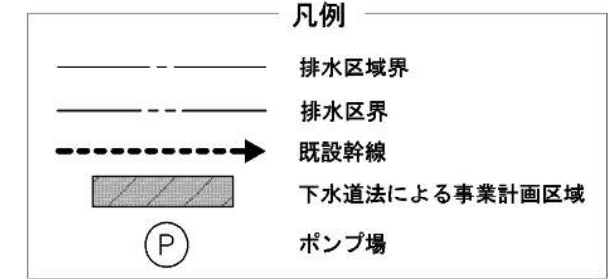 凡例
排水区域界
排水区界
既設幹線
下水道法による事業計画区域
P ポンプ場